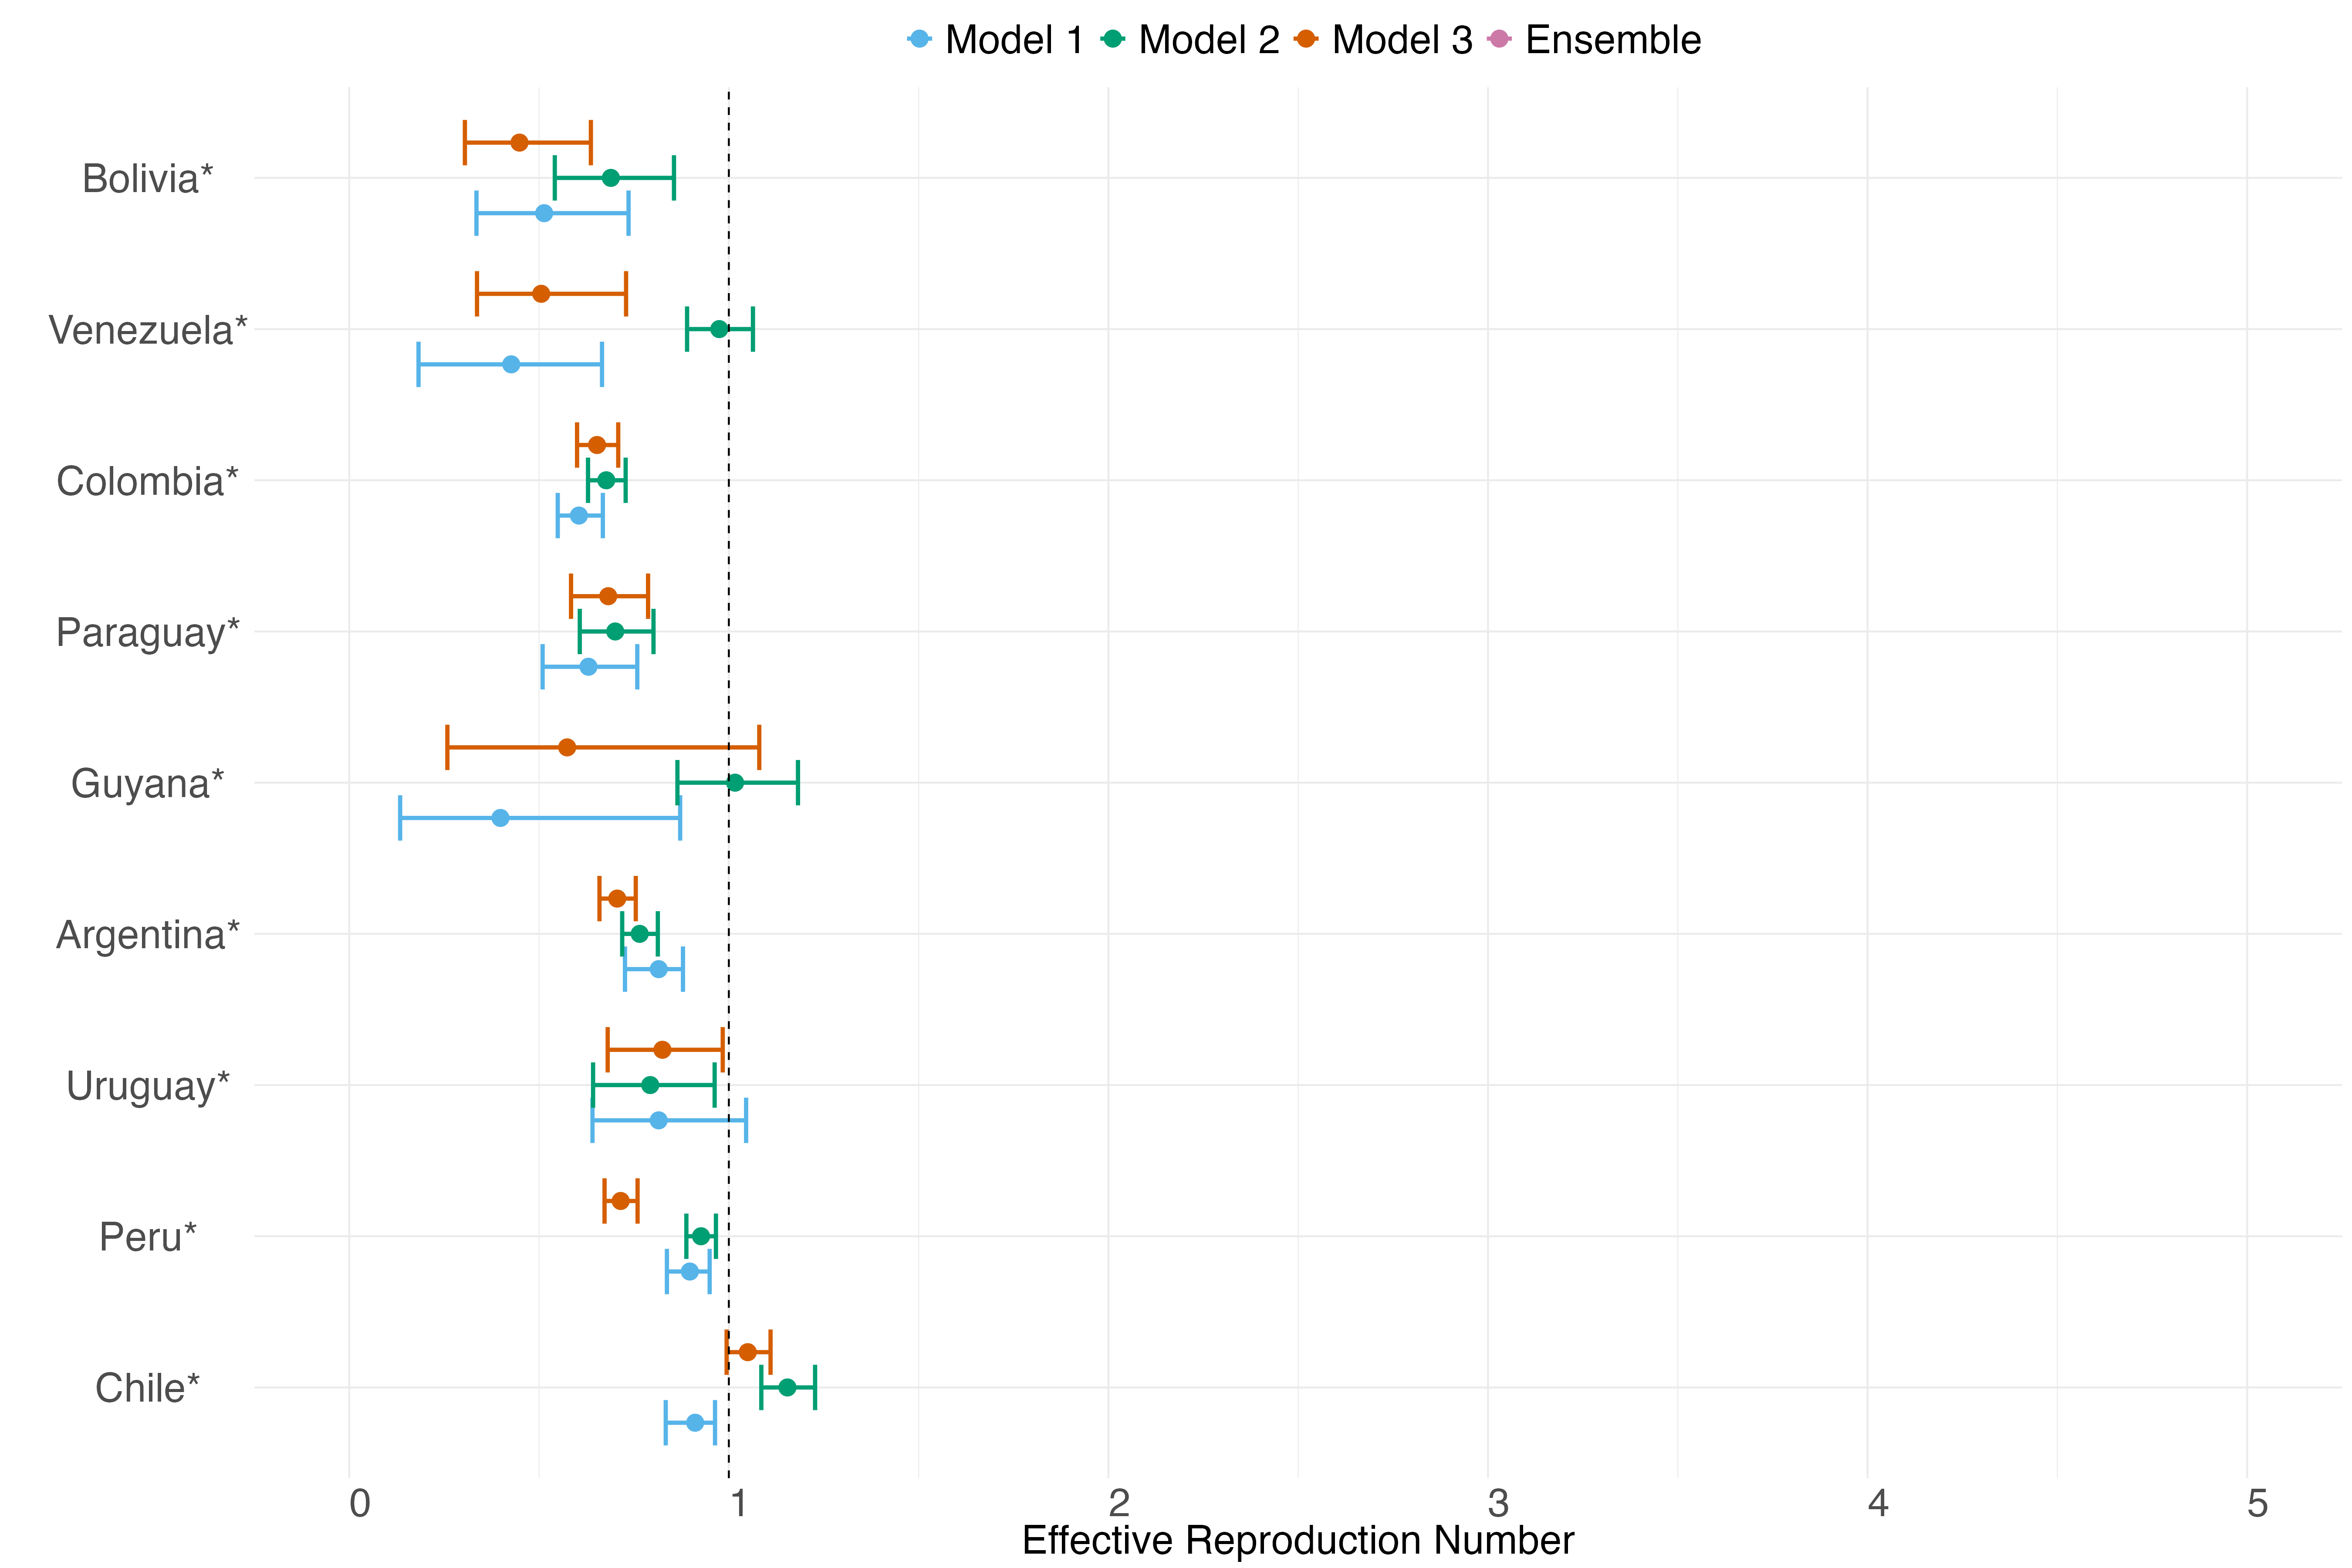 Model 1 Model 2 Model 3 Ensemble
Bolivia*
Venezuela*
Colombia*
Paraguay*
Guyana*
Argentina*
Uruguay*
Peru*
Chile*
0 1 2 3 4 5
Effective Reproduction Number